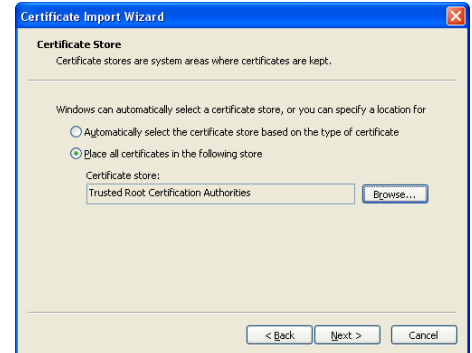 Certificate Import Wizard
Certificate Store
Certificate stores are system areas where certificates are kept.
Windows can automatically select a certificate store, or you can specify a location for
Automatically select the certificate store based on the type of certificate
Place all certificates in the following store
Certificate store:
Trusted Root Certification Authorities
Browse...
< Back
Next >
Cancel